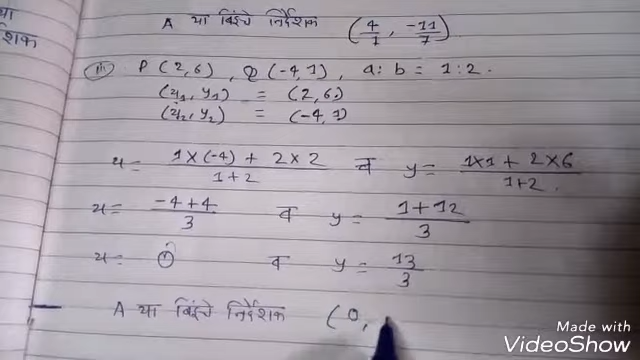 था
र्शक
A या बिंदूचे निर्देशक (4/7, -11/7)
(iii) P (2,6), Q (-4,1), a:b = 1:2.
(x1, y1) = (2,6)
(x2, y2) = (-4,1)
x = 1×(-4) + 2×2 / 1+2 व y = 1×1 + 2×6 / 1+2.
x = -4+4 / 3 व y = 1+12 / 3
x = 0 व y = 13/3
A या बिंदूचे निर्देशक (0,
Made with
VideoShow